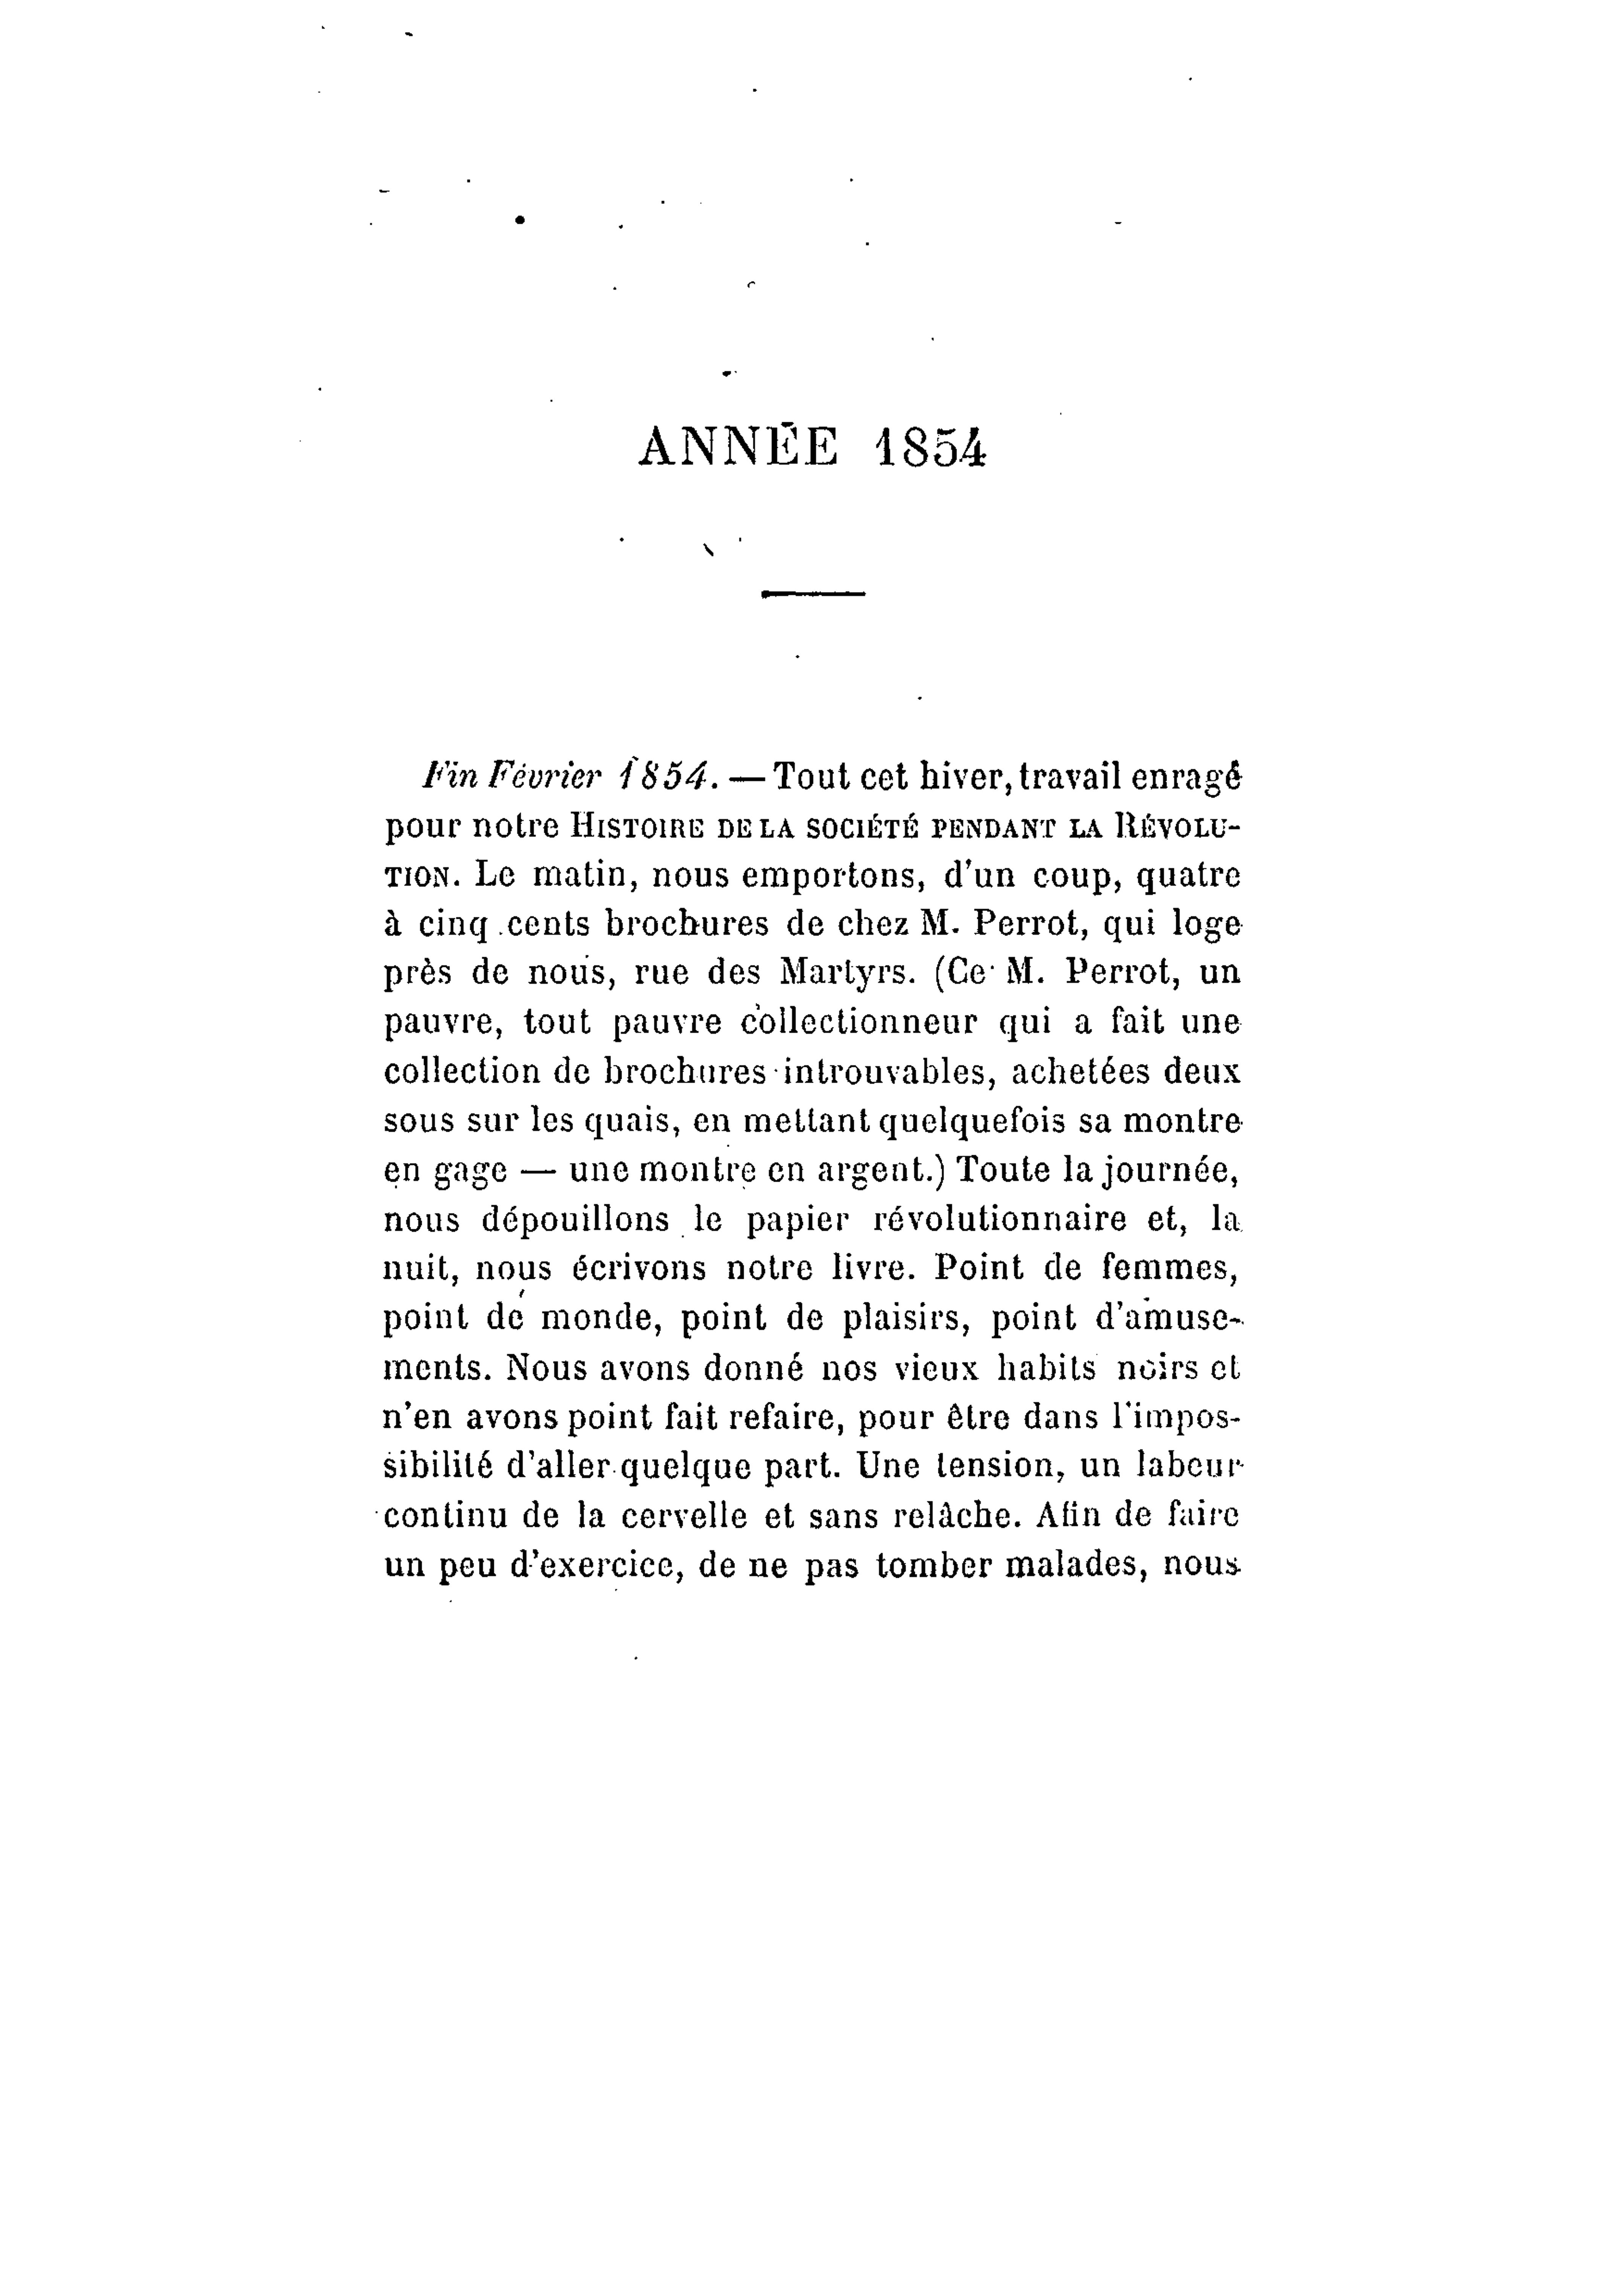 ANNÉE 1854
Fin Février 1854. — Tout cet hiver, travail enragé
pour notre HISTOIRE DE LA SOCIÉTÉ PENDANT LA RÉVOLU-
TION. Le matin, nous emportons, d'un coup, quatre
à cinq cents brochures de chez M. Perrot, qui loge
près de nous, rue des Martyrs. (Ce M. Perrot, un
pauvre, tout pauvre collectionneur qui a fait une
collection de brochures introuvables, achetées deux
sous sur les quais, en mettant quelquefois sa montre
en gage — une montre en argent.) Toute la journée,
nous dépouillons le papier révolutionnaire et, la
nuit, nous écrivons notre livre. Point de femmes,
point de monde, point de plaisirs, point d'amuse-
ments. Nous avons donné nos vieux habits noirs et
n'en avons point fait refaire, pour être dans l'impos-
sibilité d'aller quelque part. Une tension, un labeur
continu de la cervelle et sans relâche. Afin de faire
un peu d'exercice, de ne pas tomber malades, nous